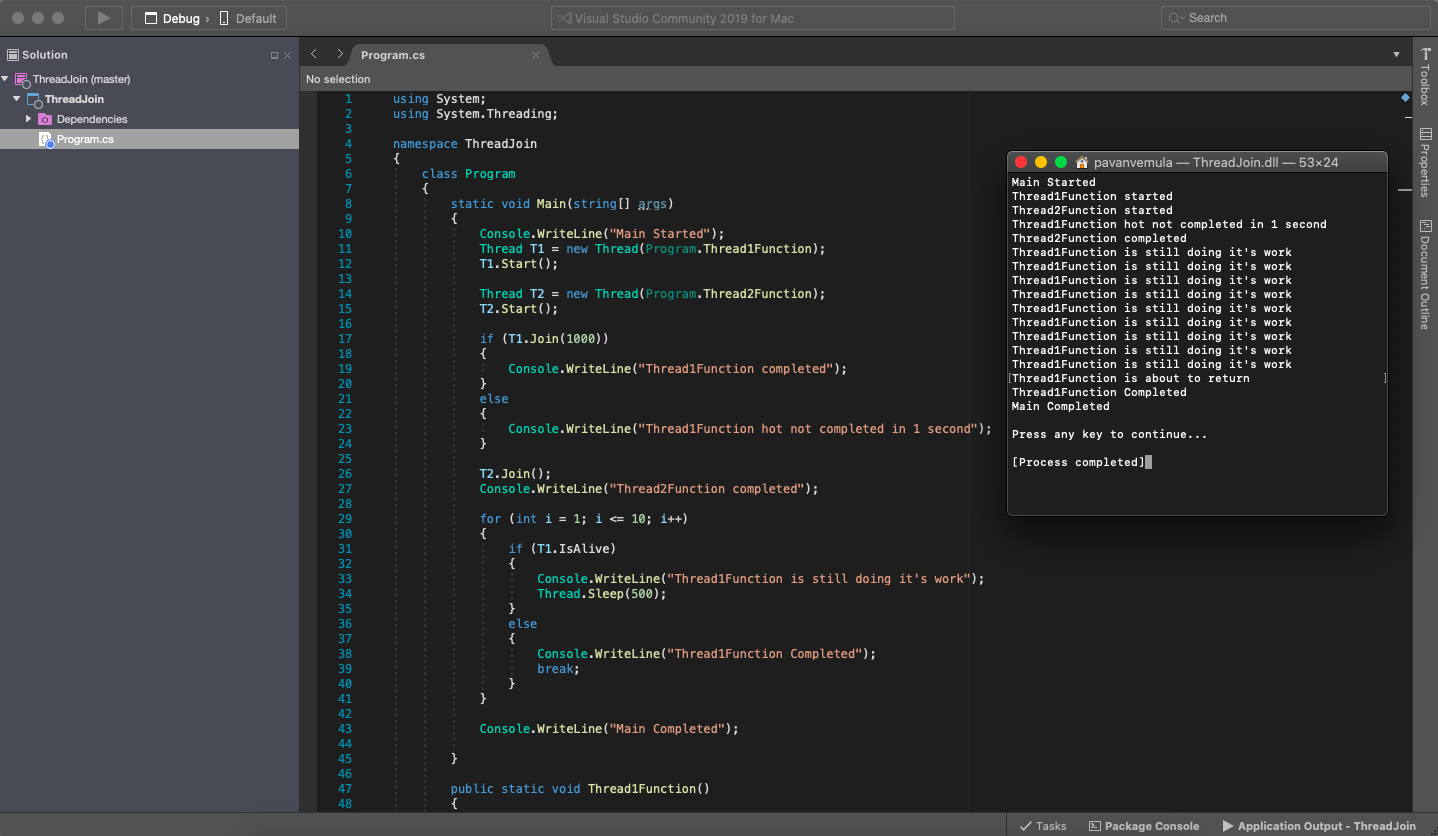 Debug › Default
Visual Studio Community 2019 for Mac
Search
Solution
ThreadJoin (master)
ThreadJoin
Dependencies
Program.cs
Program.cs
No selection
1 using System;
2 using System.Threading;
3
4 namespace ThreadJoin
5 {
6 class Program
7 {
8 static void Main(string[] args)
9 {
10 Console.WriteLine("Main Started");
11 Thread T1 = new Thread(Program.Thread1Function);
12 T1.Start();
13
14 Thread T2 = new Thread(Program.Thread2Function);
15 T2.Start();
16
17 if (T1.Join(1000))
18 {
19 Console.WriteLine("Thread1Function completed");
20 }
21 else
22 {
23 Console.WriteLine("Thread1Function hot not completed in 1 second");
24 }
25
26 T2.Join();
27 Console.WriteLine("Thread2Function completed");
28
29 for (int i = 1; i <= 10; i++)
30 {
31 if (T1.IsAlive)
32 {
33 Console.WriteLine("Thread1Function is still doing it's work");
34 Thread.Sleep(500);
35 }
36 else
37 {
38 Console.WriteLine("Thread1Function Completed");
39 break;
40 }
41 }
42
43 Console.WriteLine("Main Completed");
44
45 }
46
47 public static void Thread1Function()
48 {
pavanvemula — ThreadJoin.dll — 53×24
Main Started
Thread1Function started
Thread2Function started
Thread1Function hot not completed in 1 second
Thread2Function completed
Thread1Function is still doing it's work
Thread1Function is still doing it's work
Thread1Function is still doing it's work
Thread1Function is still doing it's work
Thread1Function is still doing it's work
Thread1Function is still doing it's work
Thread1Function is still doing it's work
Thread1Function is still doing it's work
Thread1Function is still doing it's work
[Thread1Function is about to return ]
Thread1Function Completed
Main Completed
Press any key to continue...
[Process completed]
Toolbox
Properties
Document Outline
Tasks
Package Console
Application Output - ThreadJoin